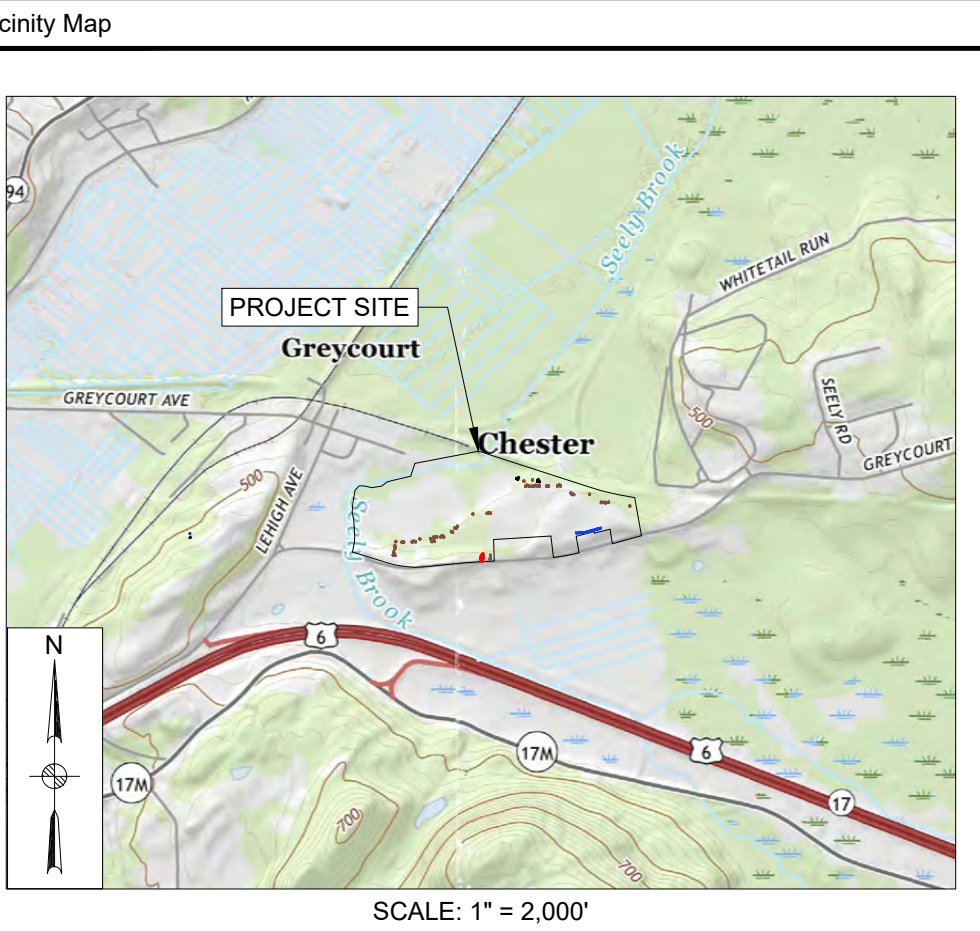 cinity Map
94
Seely Brook
WHITETAIL RUN
PROJECT SITE
Greycourt
GREYCOURT AVE
SEELY RD
500
Chester
GREYCOURT
500
LEHIGH AVE
Seely Brook
6
N
17M
6
17M
17
700
700
SCALE: 1" = 2,000'